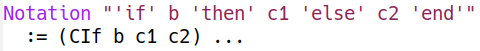 Notation "'if' b 'then' c1 'else' c2 'end'"
:= (CIf b c1 c2) ...